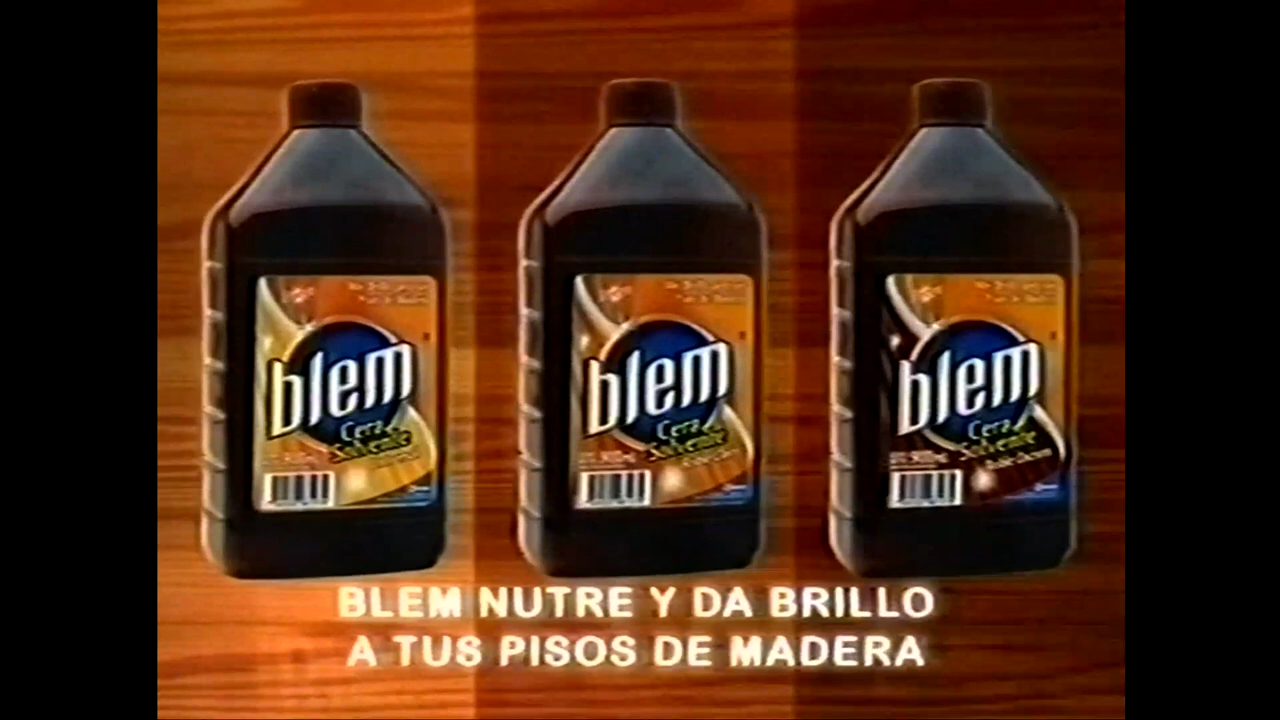 blem
Cera
Solvente
blem
Cera
Solvente
blem
Cera
Solvente
BLEM NUTRE Y DA BRILLO
A TUS PISOS DE MADERA